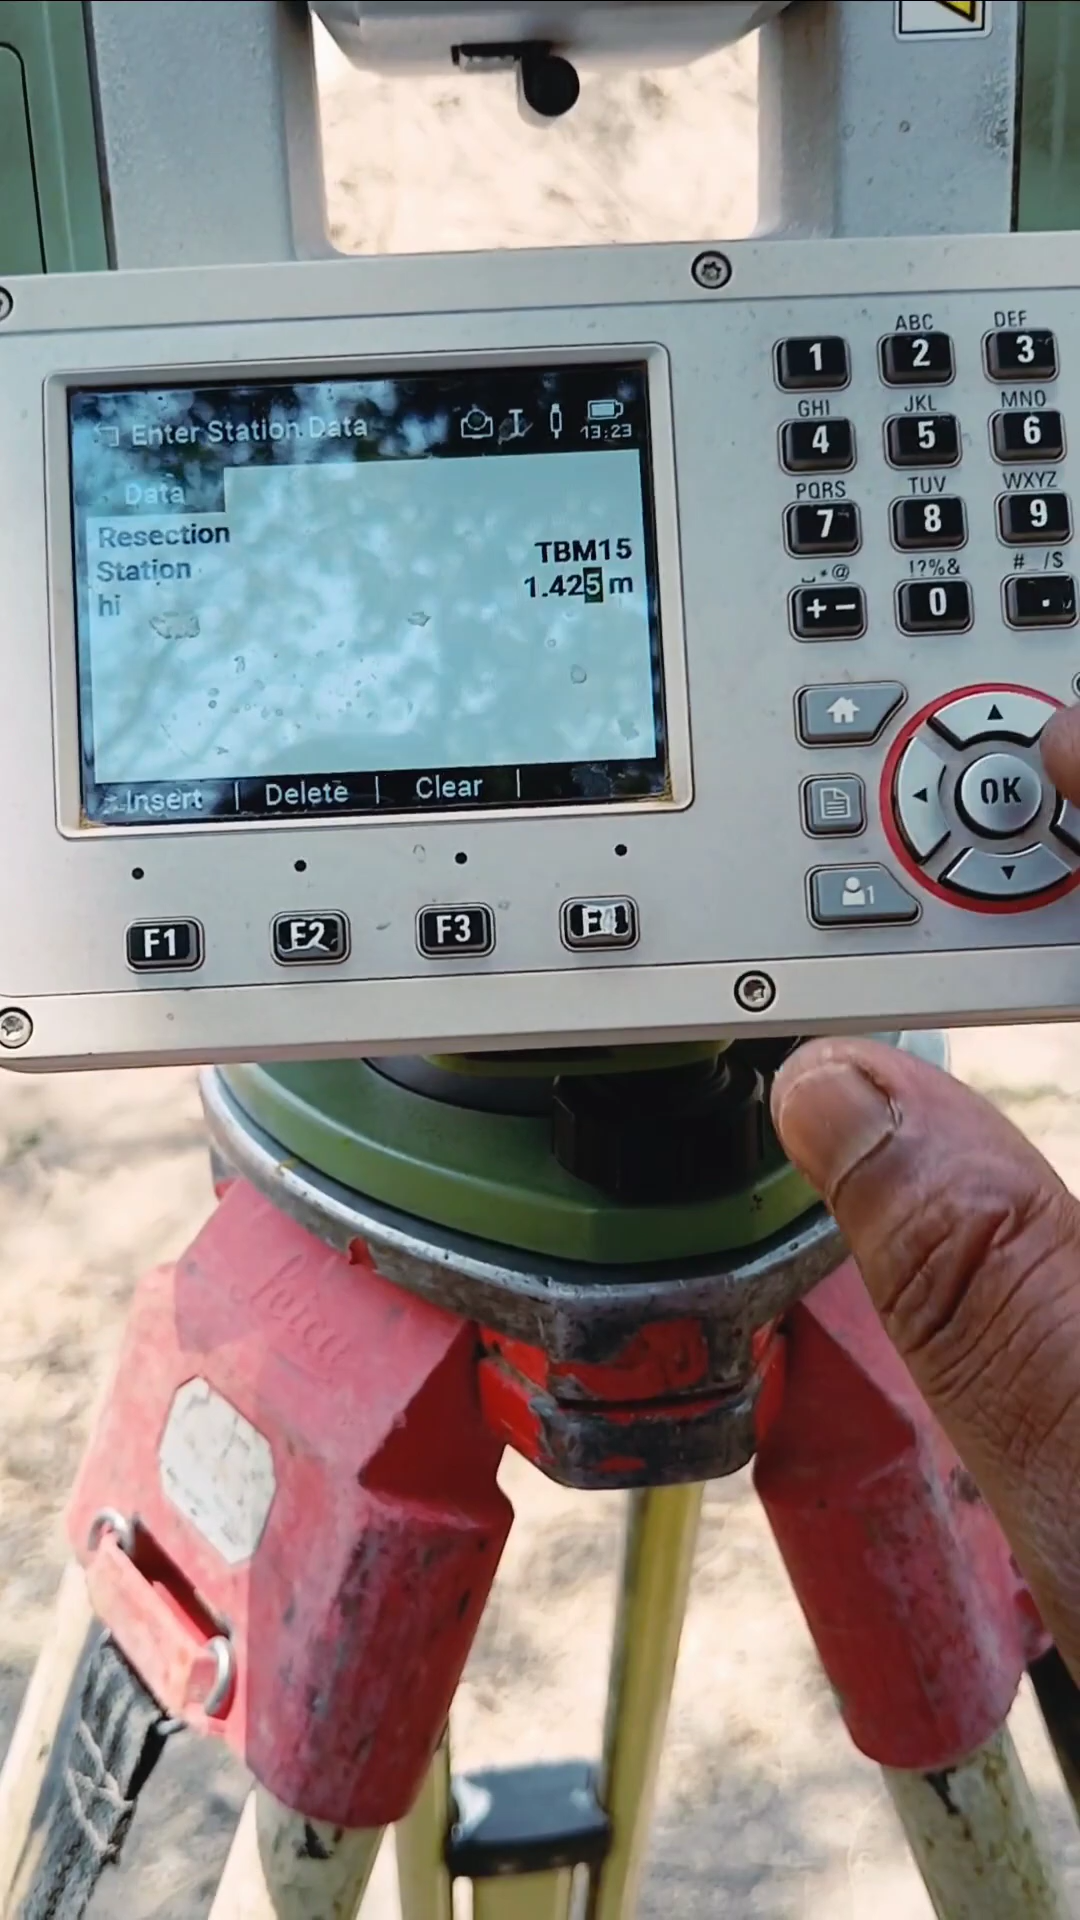 Enter Station Data
13:23
Data
Resection
Station TBM15
hi 1.425 m
Insert | Delete | Clear |
F1 F2 F3 F4
1 ABC 2 DEF 3
GHI 4 JKL 5 MNO 6
PQRS 7 TUV 8 WXYZ 9
␣*@ +− !?%& 0 #_/$ .
OK
1
Leica